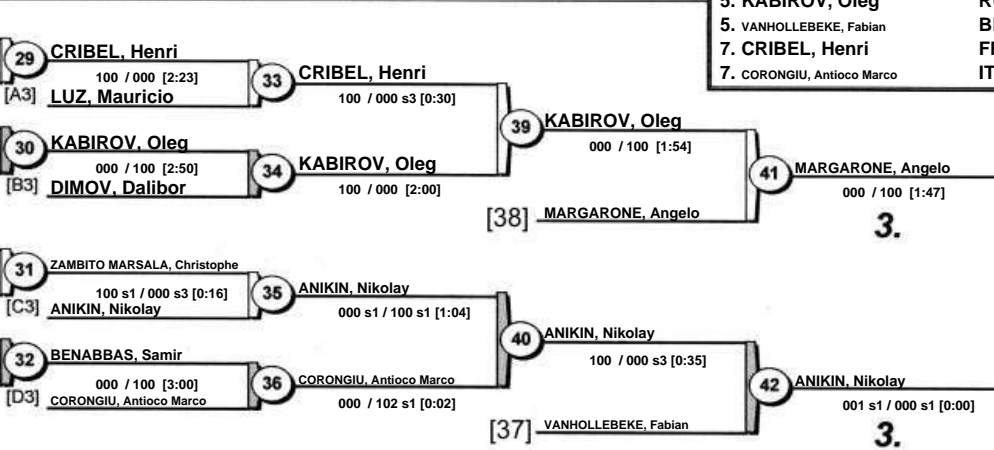 5. KABIROV, Oleg
5. VANHOLLEBEKE, Fabian
7. CRIBEL, Henri
7. CORONGIU, Antioco Marco IT
29 CRIBEL, Henri
100 / 000 [2:23]
[A3] LUZ, Mauricio
33 CRIBEL, Henri
100 / 000 s3 [0:30]
30 KABIROV, Oleg
000 / 100 [2:50]
[B3] DIMOV, Dalibor
34 KABIROV, Oleg
100 / 000 [2:00]
39 KABIROV, Oleg
000 / 100 [1:54]
[38] MARGARONE, Angelo
41 MARGARONE, Angelo
000 / 100 [1:47]
3.
31 ZAMBITO MARSALA, Christophe
100 s1 / 000 s3 [0:16]
[C3] ANIKIN, Nikolay
35 ANIKIN, Nikolay
000 s1 / 100 s1 [1:04]
32 BENABBAS, Samir
000 / 100 [3:00]
[D3] CORONGIU, Antioco Marco
36 CORONGIU, Antioco Marco
000 / 102 s1 [0:02]
40 ANIKIN, Nikolay
100 / 000 s3 [0:35]
[37] VANHOLLEBEKE, Fabian
42 ANIKIN, Nikolay
001 s1 / 000 s1 [0:00]
3.